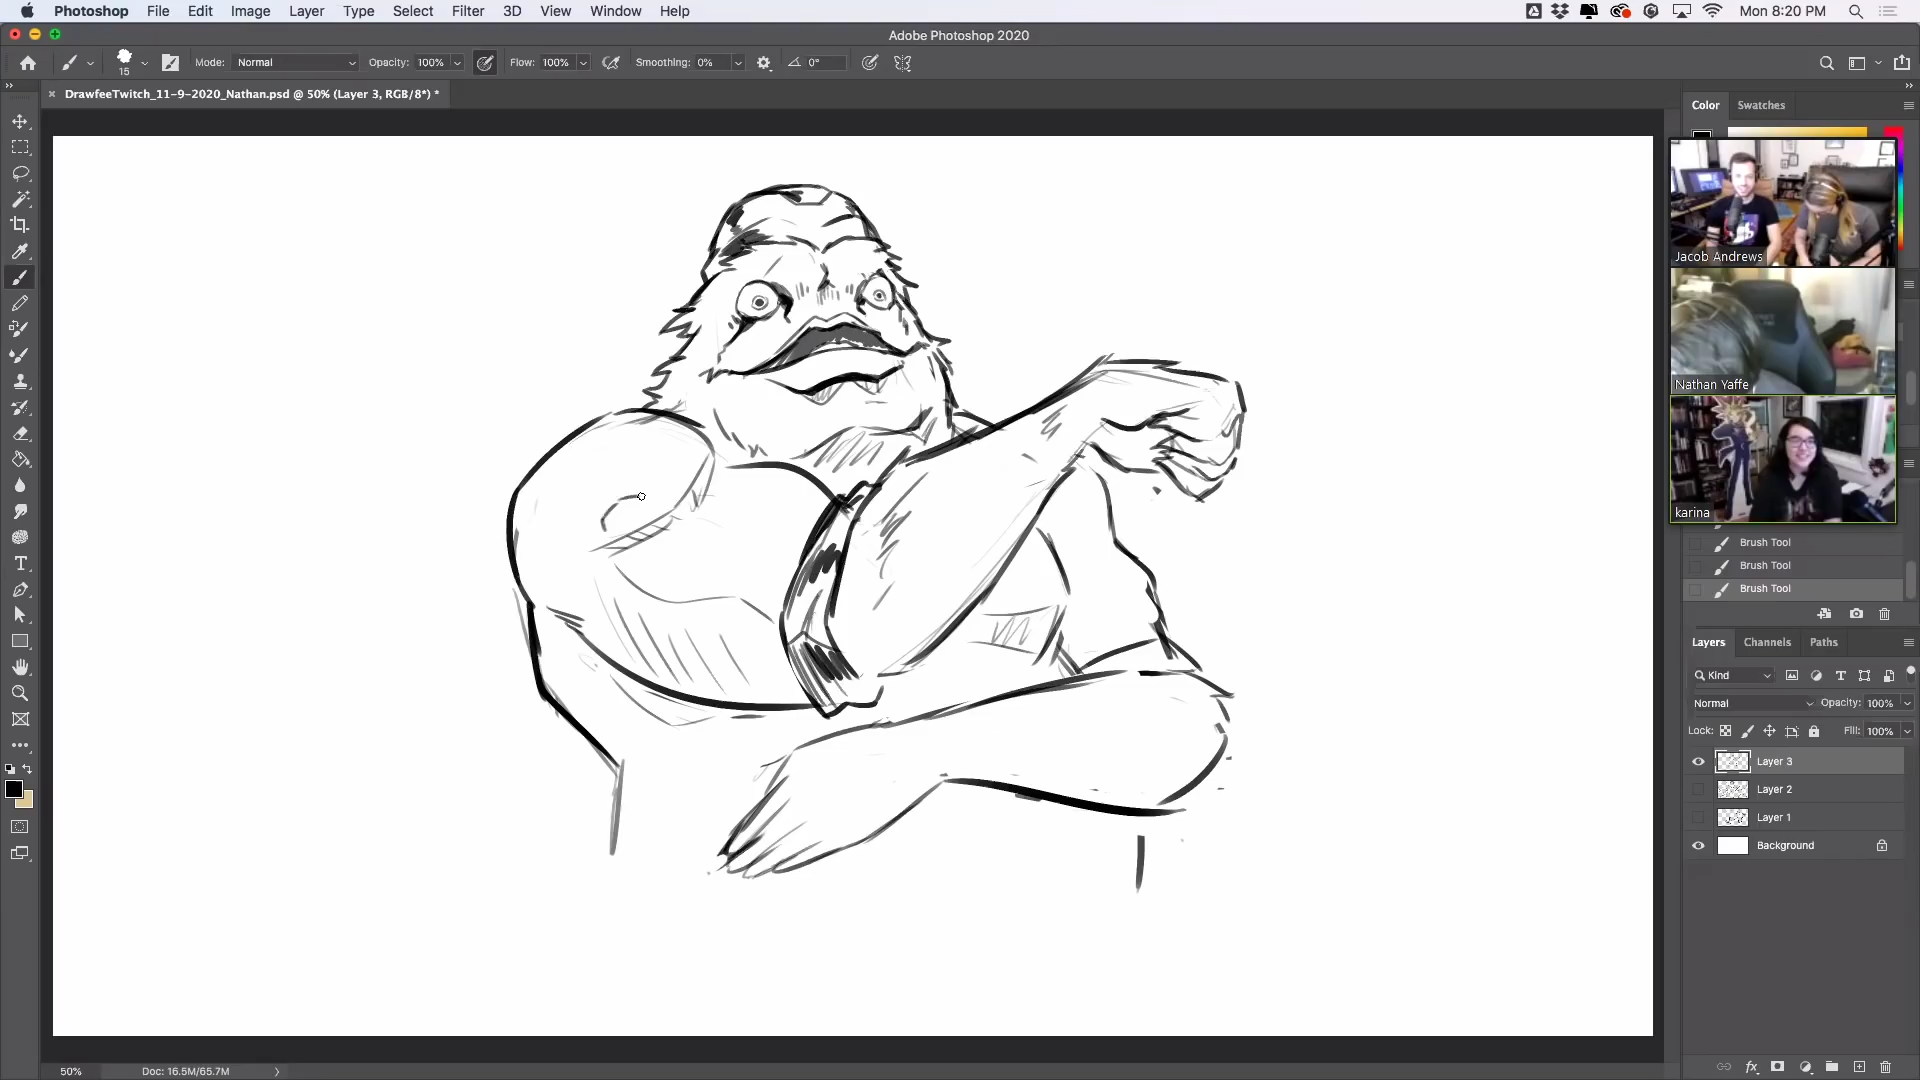 Photoshop File Edit Image Layer Type Select Filter 3D View Window Help Mon 8:20 PM
Adobe Photoshop 2020
15 Mode: Normal Opacity: 100% Flow: 100% Smoothing: 0% 0°
DrawfeeTwitch_11-9-2020_Nathan.psd @ 50% (Layer 3, RGB/8*) *
Color Swatches
Jacob Andrews
Nathan Yaffe
karina
Brush Tool
Brush Tool
Brush Tool
Layers Channels Paths
Kind
Normal Opacity: 100%
Lock: Fill: 100%
Layer 3
Layer 2
Layer 1
Background
50% Doc: 16.5M/65.7M